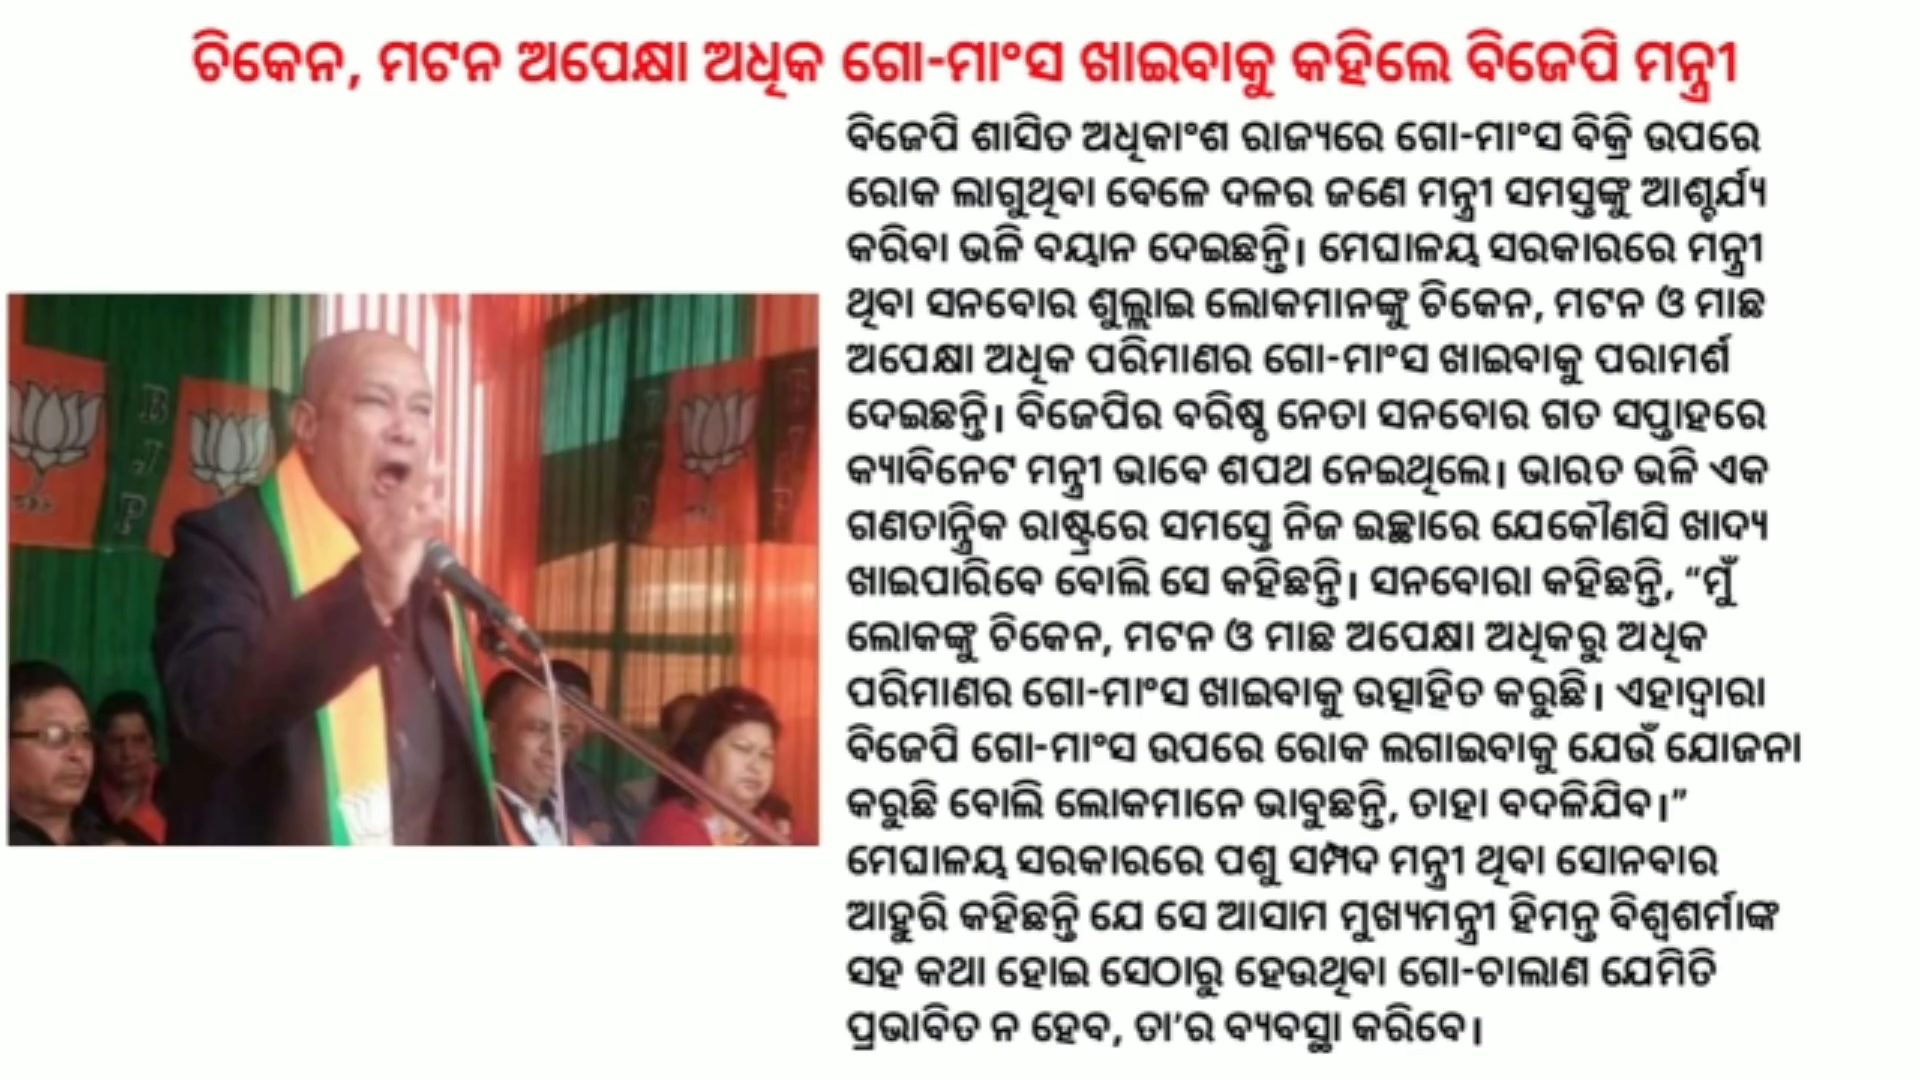 ଚିକେନ, ମଟନ ଅପେକ୍ଷା ଅଧିକ ଗୋ-ମାଂସ ଖାଇବାକୁ କହିଲେ ବିଜେପି ମନ୍ତ୍ରୀ
ବିଜେପି ଶାସିତ ଅଧିକାଂଶ ରାଜ୍ୟରେ ଗୋ-ମାଂସ ବିକ୍ରି ଉପରେ
ରୋକ ଲାଗୁଥିବା ବେଳେ ଦଳର ଜଣେ ମନ୍ତ୍ରୀ ସମସ୍ତଙ୍କୁ ଆଶ୍ଚର୍ଯ୍ୟ
କରିବା ଭଳି ବୟାନ ଦେଇଛନ୍ତି। ମେଘାଳୟ ସରକାରରେ ମନ୍ତ୍ରୀ
ଥିବା ସନବୋର ଶୁଲ୍ଲାଇ ଲୋକମାନଙ୍କୁ ଚିକେନ, ମଟନ ଓ ମାଛ
ଅପେକ୍ଷା ଅଧିକ ପରିମାଣର ଗୋ-ମାଂସ ଖାଇବାକୁ ପରାମର୍ଶ
ଦେଇଛନ୍ତି। ବିଜେପିର ବରିଷ୍ଠ ନେତା ସନବୋର ଗତ ସପ୍ତାହରେ
କ୍ୟାବିନେଟ ମନ୍ତ୍ରୀ ଭାବେ ଶପଥ ନେଇଥିଲେ। ଭାରତ ଭଳି ଏକ
ଗଣତାନ୍ତ୍ରିକ ରାଷ୍ଟ୍ରରେ ସମସ୍ତେ ନିଜ ଇଚ୍ଛାରେ ଯେକୌଣସି ଖାଦ୍ୟ
ଖାଇପାରିବେ ବୋଲି ସେ କହିଛନ୍ତି। ସନବୋରା କହିଛନ୍ତି, “ମୁଁ
ଲୋକଙ୍କୁ ଚିକେନ, ମଟନ ଓ ମାଛ ଅପେକ୍ଷା ଅଧିକରୁ ଅଧିକ
ପରିମାଣର ଗୋ-ମାଂସ ଖାଇବାକୁ ଉତ୍ସାହିତ କରୁଛି। ଏହାଦ୍ୱାରା
ବିଜେପି ଗୋ-ମାଂସ ଉପରେ ରୋକ ଲଗାଇବାକୁ ଯେଉଁ ଯୋଜନା
କରୁଛି ବୋଲି ଲୋକମାନେ ଭାବୁଛନ୍ତି, ତାହା ବଦଳିଯିବ।”
ମେଘାଳୟ ସରକାରରେ ପଶୁ ସମ୍ପଦ ମନ୍ତ୍ରୀ ଥିବା ସୋନବାର
ଆହୁରି କହିଛନ୍ତି ଯେ ସେ ଆସାମ ମୁଖ୍ୟମନ୍ତ୍ରୀ ହିମନ୍ତ ବିଶ୍ୱଶର୍ମାଙ୍କ
ସହ କଥା ହୋଇ ସେଠାରୁ ହେଉଥିବା ଗୋ-ଚାଲାଣ ଯେମିତି
ପ୍ରଭାବିତ ନ ହେବ, ତା’ର ବ୍ୟବସ୍ଥା କରିବେ।
BJP